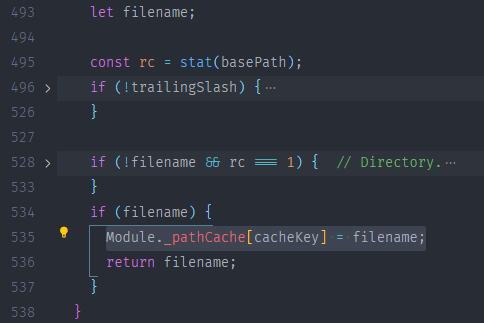 493 let filename;
494
495 const rc = stat(basePath);
496 if (!trailingSlash) {…
526 }
527
528 if (!filename && rc === 1) { // Directory.…
533 }
534 if (filename) {
535 Module._pathCache[cacheKey] = filename;
536 return filename;
537 }
538 }